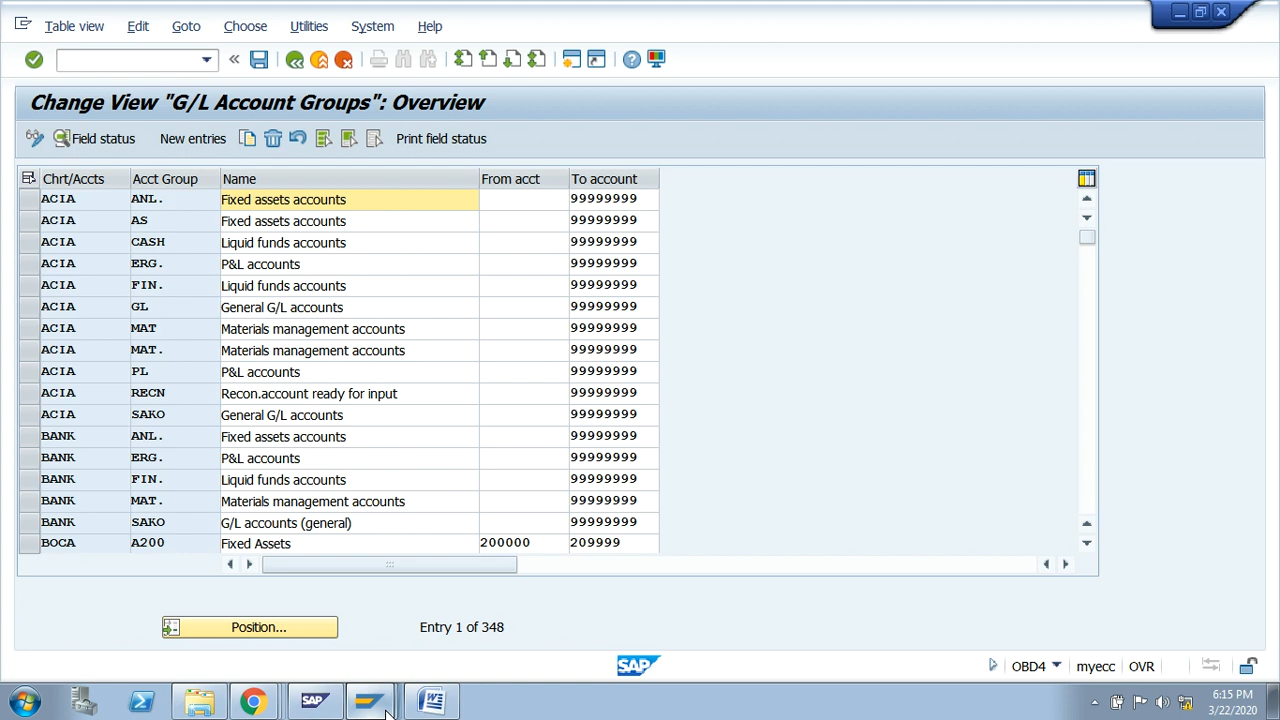 Table view Edit Goto Choose Utilities System Help
Change View "G/L Account Groups": Overview
Field status New entries Print field status
Chrt/Accts Acct Group Name From acct To account
ACIA ANL. Fixed assets accounts 99999999
ACIA AS Fixed assets accounts 99999999
ACIA CASH Liquid funds accounts 99999999
ACIA ERG. P&L accounts 99999999
ACIA FIN. Liquid funds accounts 99999999
ACIA GL General G/L accounts 99999999
ACIA MAT Materials management accounts 99999999
ACIA MAT. Materials management accounts 99999999
ACIA PL P&L accounts 99999999
ACIA RECN Recon.account ready for input 99999999
ACIA SAKO General G/L accounts 99999999
BANK ANL. Fixed assets accounts 99999999
BANK ERG. P&L accounts 99999999
BANK FIN. Liquid funds accounts 99999999
BANK MAT. Materials management accounts 99999999
BANK SAKO G/L accounts (general) 99999999
BOCA A200 Fixed Assets 200000 209999
Position... Entry 1 of 348
SAP OBD4 myecc OVR
SAP 6:15 PM
3/22/2020